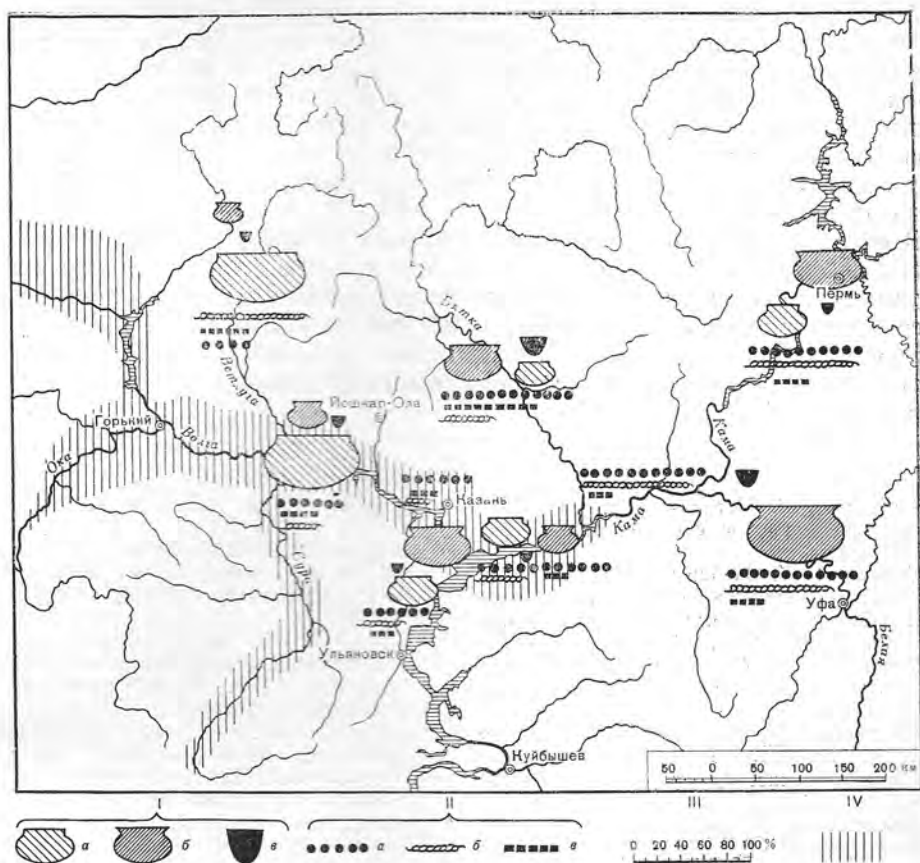 Пермь
Вятка
Ветлуга
Йошкар-Ола
Горький
Волга
Кама
Ока
Казань
Кама
Сура
Уфа
Ульяновск
Белая
Куйбышев
50 0 50 100 150 200 км
I II III IV
а б в а б в 0 20 40 60 80 100 %